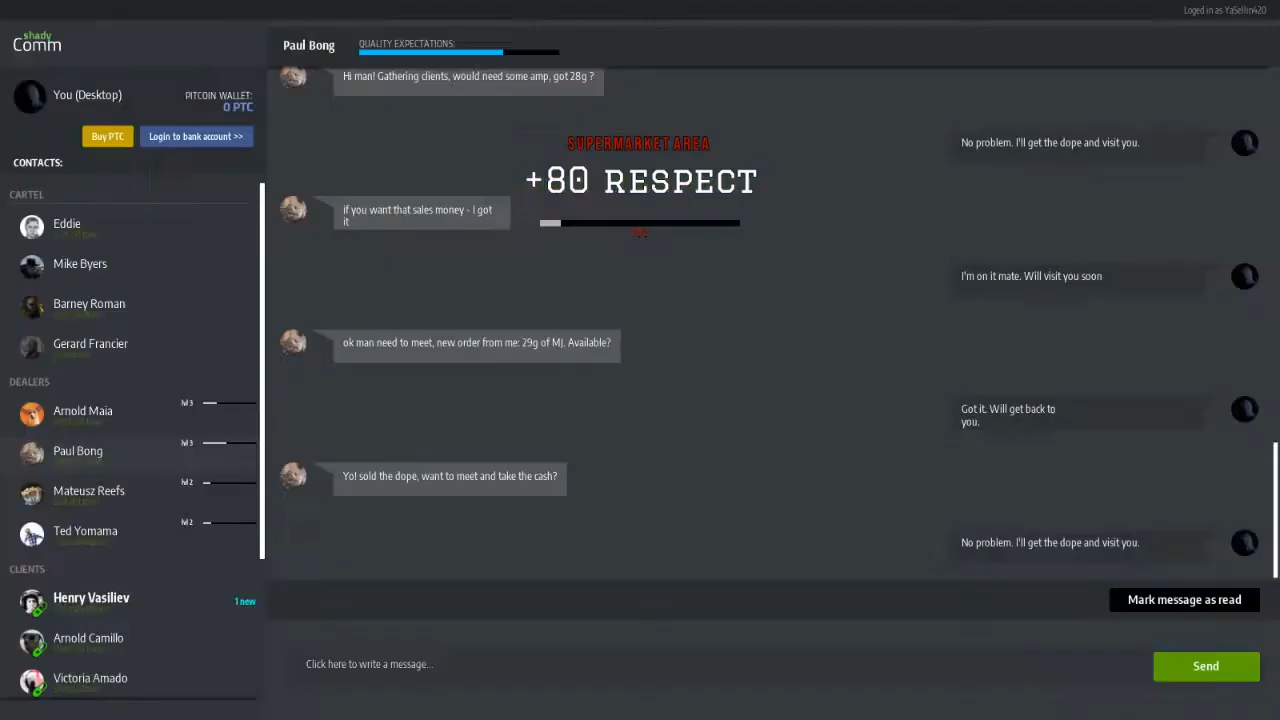 Loged in as YaSellin420
shady
Comm
Paul Bong
QUALITY EXPECTATIONS:
You (Desktop)
PITCOIN WALLET:
0 PTC
Buy PTC
Login to bank account >>
CONTACTS:
CARTEL
Eddie
Mike Byers
Barney Roman
Gerard Francier
DEALERS
Arnold Maia
lvl 3
Paul Bong
lvl 3
Mateusz Reefs
lvl 2
Ted Yomama
lvl 2
CLIENTS
Henry Vasiliev
1 new
Arnold Camillo
Victoria Amado
Hi man! Gathering clients, would need some amp, got 28g ?
SUPERMARKET AREA
+80 RESPECT
No problem. I'll get the dope and visit you.
if you want that sales money - I got
it
I'm on it mate. Will visit you soon
ok man need to meet, new order from me: 29g of MJ. Available?
Got it. Will get back to
you.
Yo! sold the dope, want to meet and take the cash?
No problem. I'll get the dope and visit you.
Mark message as read
Click here to write a message...
Send